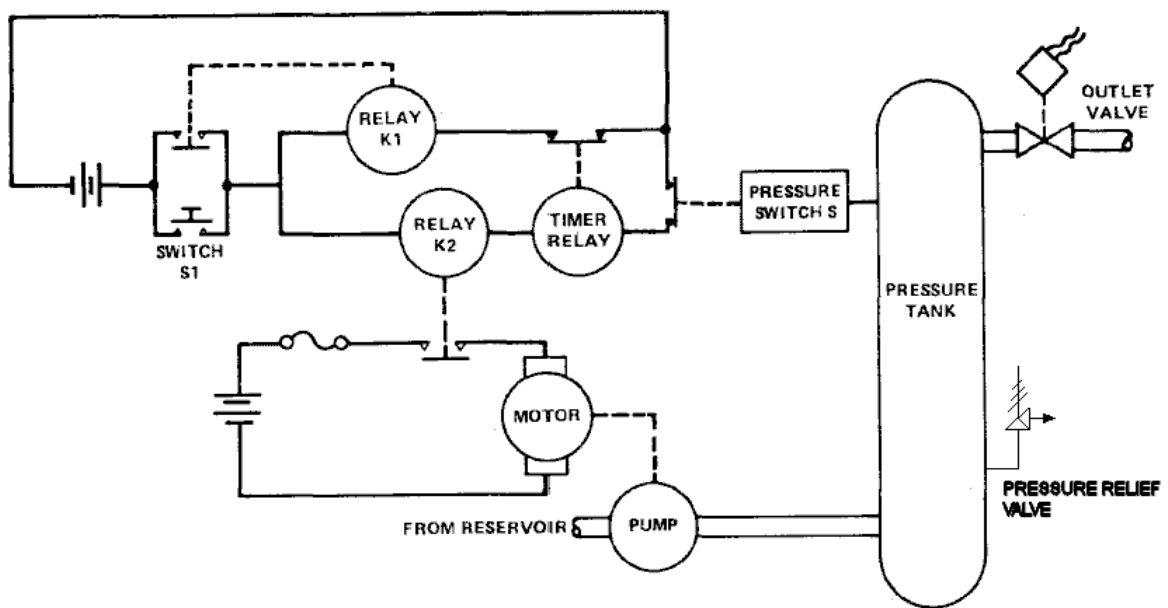 OUTLET
VALVE
RELAY
K1
PRESSURE
SWITCH S
RELAY
K2
TIMER
RELAY
SWITCH
S1
PRESSURE
TANK
MOTOR
PRESSURE RELIEF
VALVE
FROM RESERVOIR
PUMP